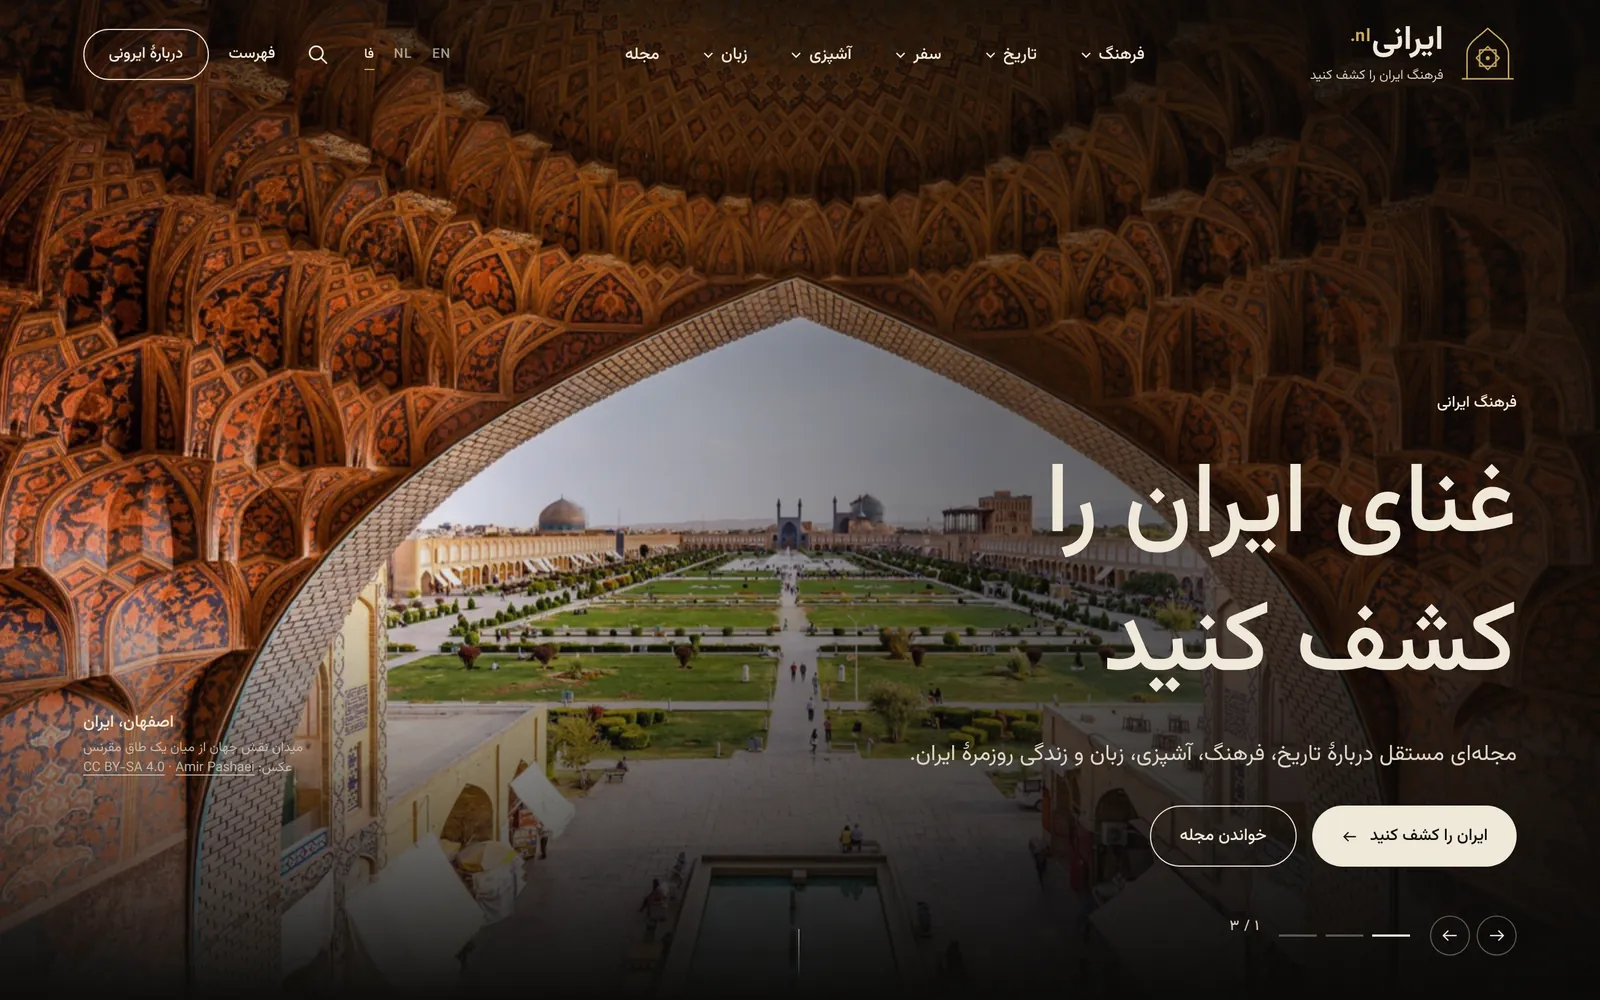 ایرانی.nl
فرهنگ ایران را کشف کنید
فرهنگ
تاریخ
سفر
آشپزی
زبان
مجله
فا NL EN
فهرست
دربارهٔ ایرونی
فرهنگ ایرانی
غنای ایران را
کشف کنید
مجله‌ای مستقل دربارهٔ تاریخ، فرهنگ، آشپزی، زبان و زندگی روزمرهٔ ایران.
ایران را کشف کنید
خواندن مجله
۱ / ۳
اصفهان، ایران
میدان نقش جهان از میان یک طاق مقرنس
عکس: Amir Pashaei · CC BY-SA 4.0